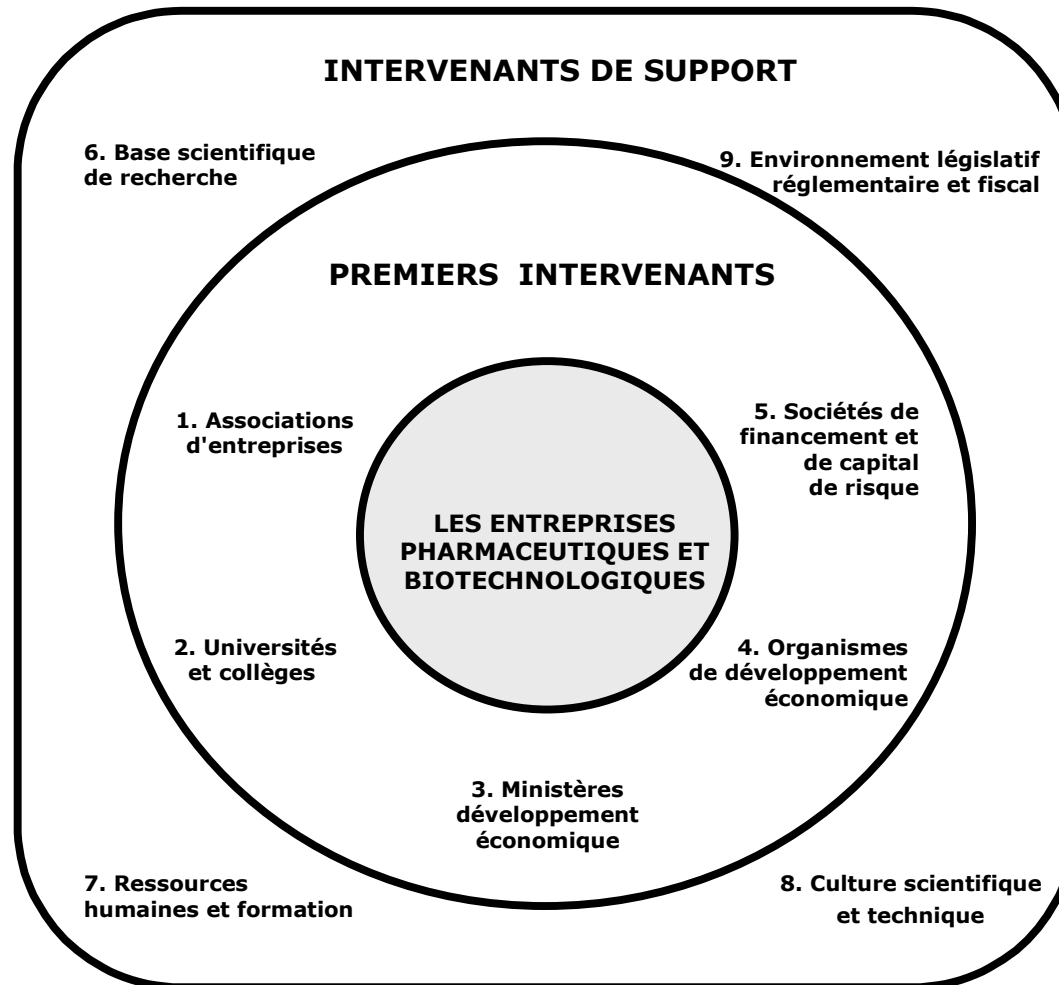 INTERVENANTS DE SUPPORT
6. Base scientifique
de recherche
9. Environnement législatif
réglementaire et fiscal
PREMIERS INTERVENANTS
1. Associations
d'entreprises
5. Sociétés de
financement et
de capital
de risque
LES ENTREPRISES
PHARMACEUTIQUES ET
BIOTECHNOLOGIQUES
2. Universités
et collèges
4. Organismes
de développement
économique
3. Ministères
développement
économique
7. Ressources
humaines et formation
8. Culture scientifique
et technique